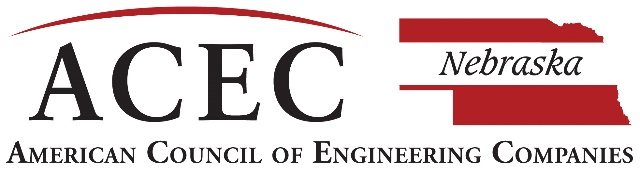 ACEC
Nebraska
AMERICAN COUNCIL OF ENGINEERING COMPANIES